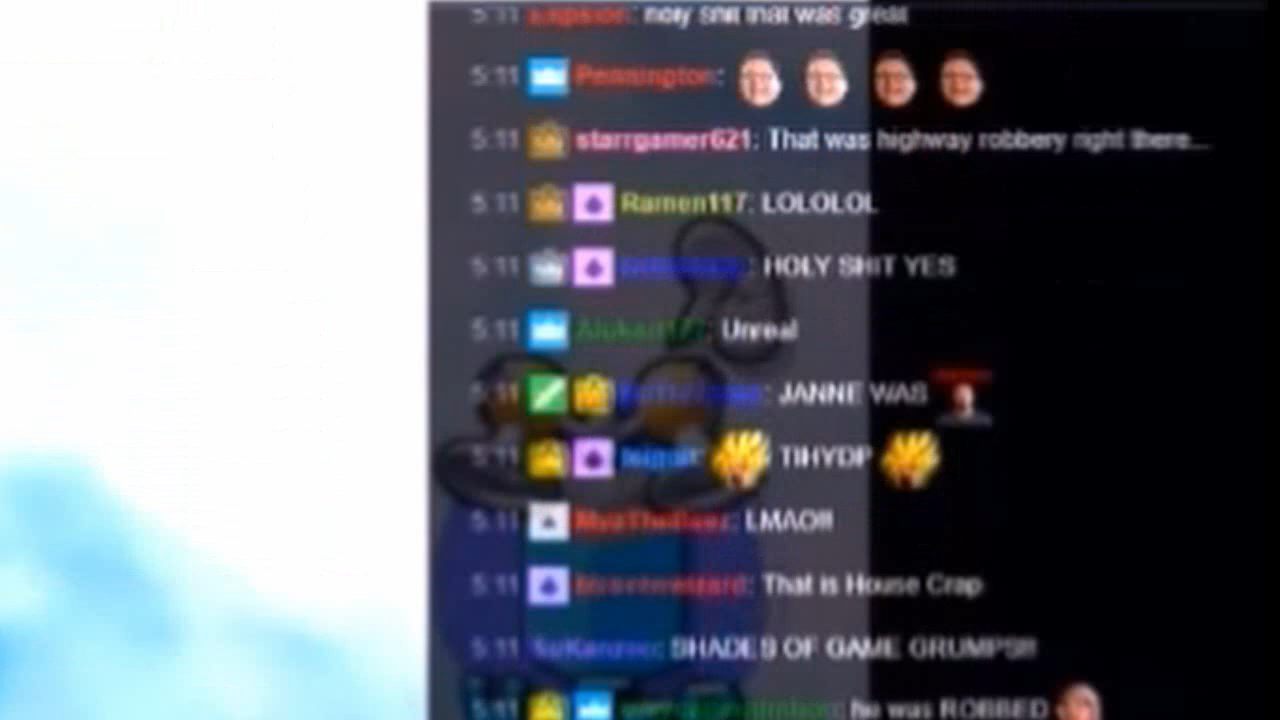 5:11 : holy shit that was great
5:11 Pennington:
5:11 starrgamer621: That was highway robbery right there...
5:11 Ramen117: LOLOLOL
5:11 : HOLY SHIT YES
5:11 : Unreal
5:11 : JANNE WAS
5:11 : TIHYDP
5:11 : LMAO!!
5:11 : That is House Crap
5:11 : SHADES OF GAME GRUMPS!!!
5:11 : he was ROBBED